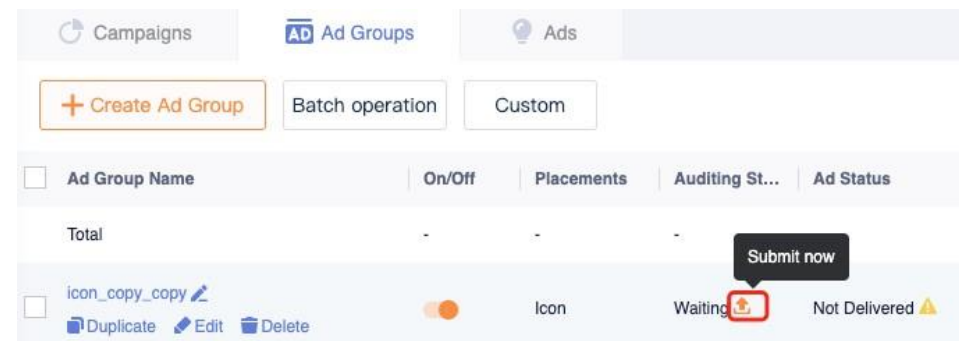 Campaigns AD Ad Groups Ads
+ Create Ad Group Batch operation Custom
Ad Group Name On/Off Placements Auditing St... Ad Status
Total - - -
Submit now
icon_copy_copy Icon Waiting Not Delivered
Duplicate Edit Delete